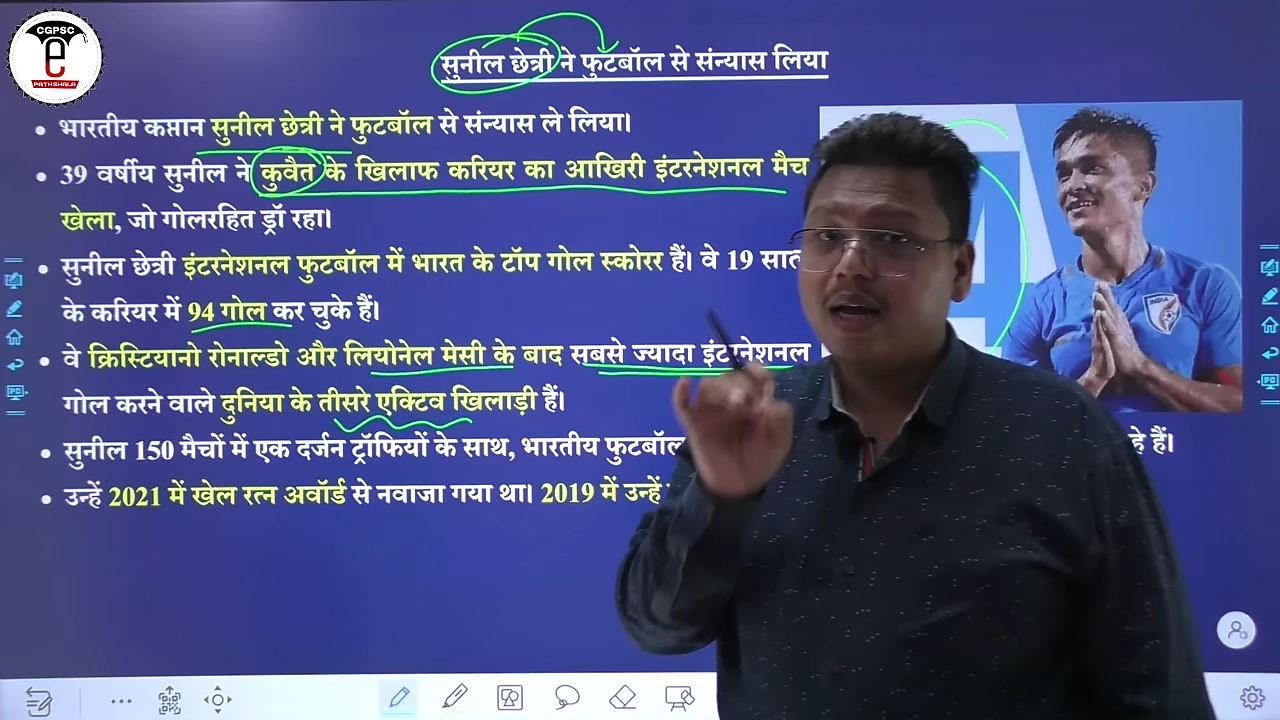 CGPSC
e
PATHSHALA
सुनील छेत्री ने फुटबॉल से संन्यास लिया
• भारतीय कप्तान सुनील छेत्री ने फुटबॉल से संन्यास ले लिया।
• 39 वर्षीय सुनील ने कुवैत के खिलाफ करियर का आखिरी इंटरनेशनल मैच
खेला, जो गोलरहित ड्रॉ रहा।
• सुनील छेत्री इंटरनेशनल फुटबॉल में भारत के टॉप गोल स्कोरर हैं। वे 19
के करियर में 94 गोल कर चुके हैं।
• वे क्रिस्टियानो रोनाल्डो और लियोनेल मेसी के बाद सबसे ज्यादा इंटरनेशनल
गोल करने वाले दुनिया के तीसरे एक्टिव खिलाड़ी हैं।
• सुनील 150 मैचों में एक दर्जन ट्रॉफियों के साथ, भारतीय फुटबॉल हे हैं।
• उन्हें 2021 में खेल रत्न अवॉर्ड से नवाजा गया था। 2019 में उन्हें
INDIA